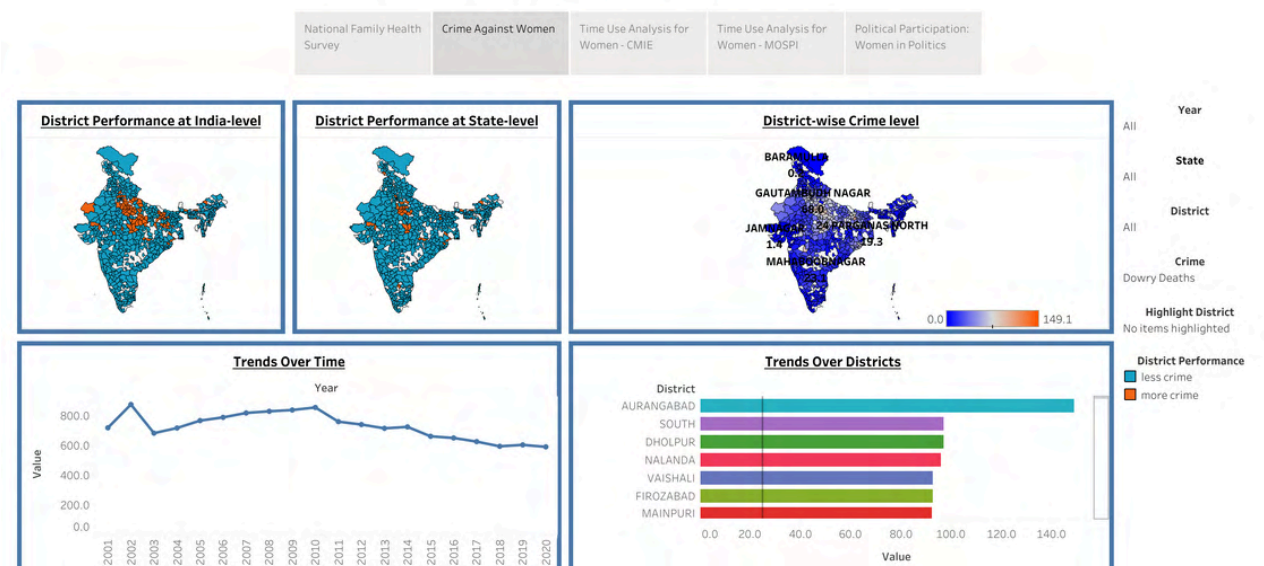 National Family Health
Survey
Crime Against Women
Time Use Analysis for
Women - CMIE
Time Use Analysis for
Women - MOSPI
Political Participation:
Women in Politics
District Performance at India-level
District Performance at State-level
District-wise Crime level
BARAMULLA
GAUTAMBUDH NAGAR
68.0
JAMNAGAR
1.4
24 PARGANAS NORTH
19.3
MAHABOOBNAGAR
0.0
149.1
Year
All
State
All
District
All
Crime
Dowry Deaths
Highlight District
No items highlighted
District Performance
less crime
more crime
Trends Over Time
Year
Value
800.0
600.0
400.0
200.0
0.0
2001
2002
2003
2004
2005
2006
2007
2008
2009
2010
2011
2012
2013
2014
2015
2016
2017
2018
2019
2020
Trends Over Districts
District
AURANGABAD
SOUTH
DHOLPUR
NALANDA
VAISHALI
FIROZABAD
MAINPURI
0.0 20.0 40.0 60.0 80.0 100.0 120.0 140.0
Value